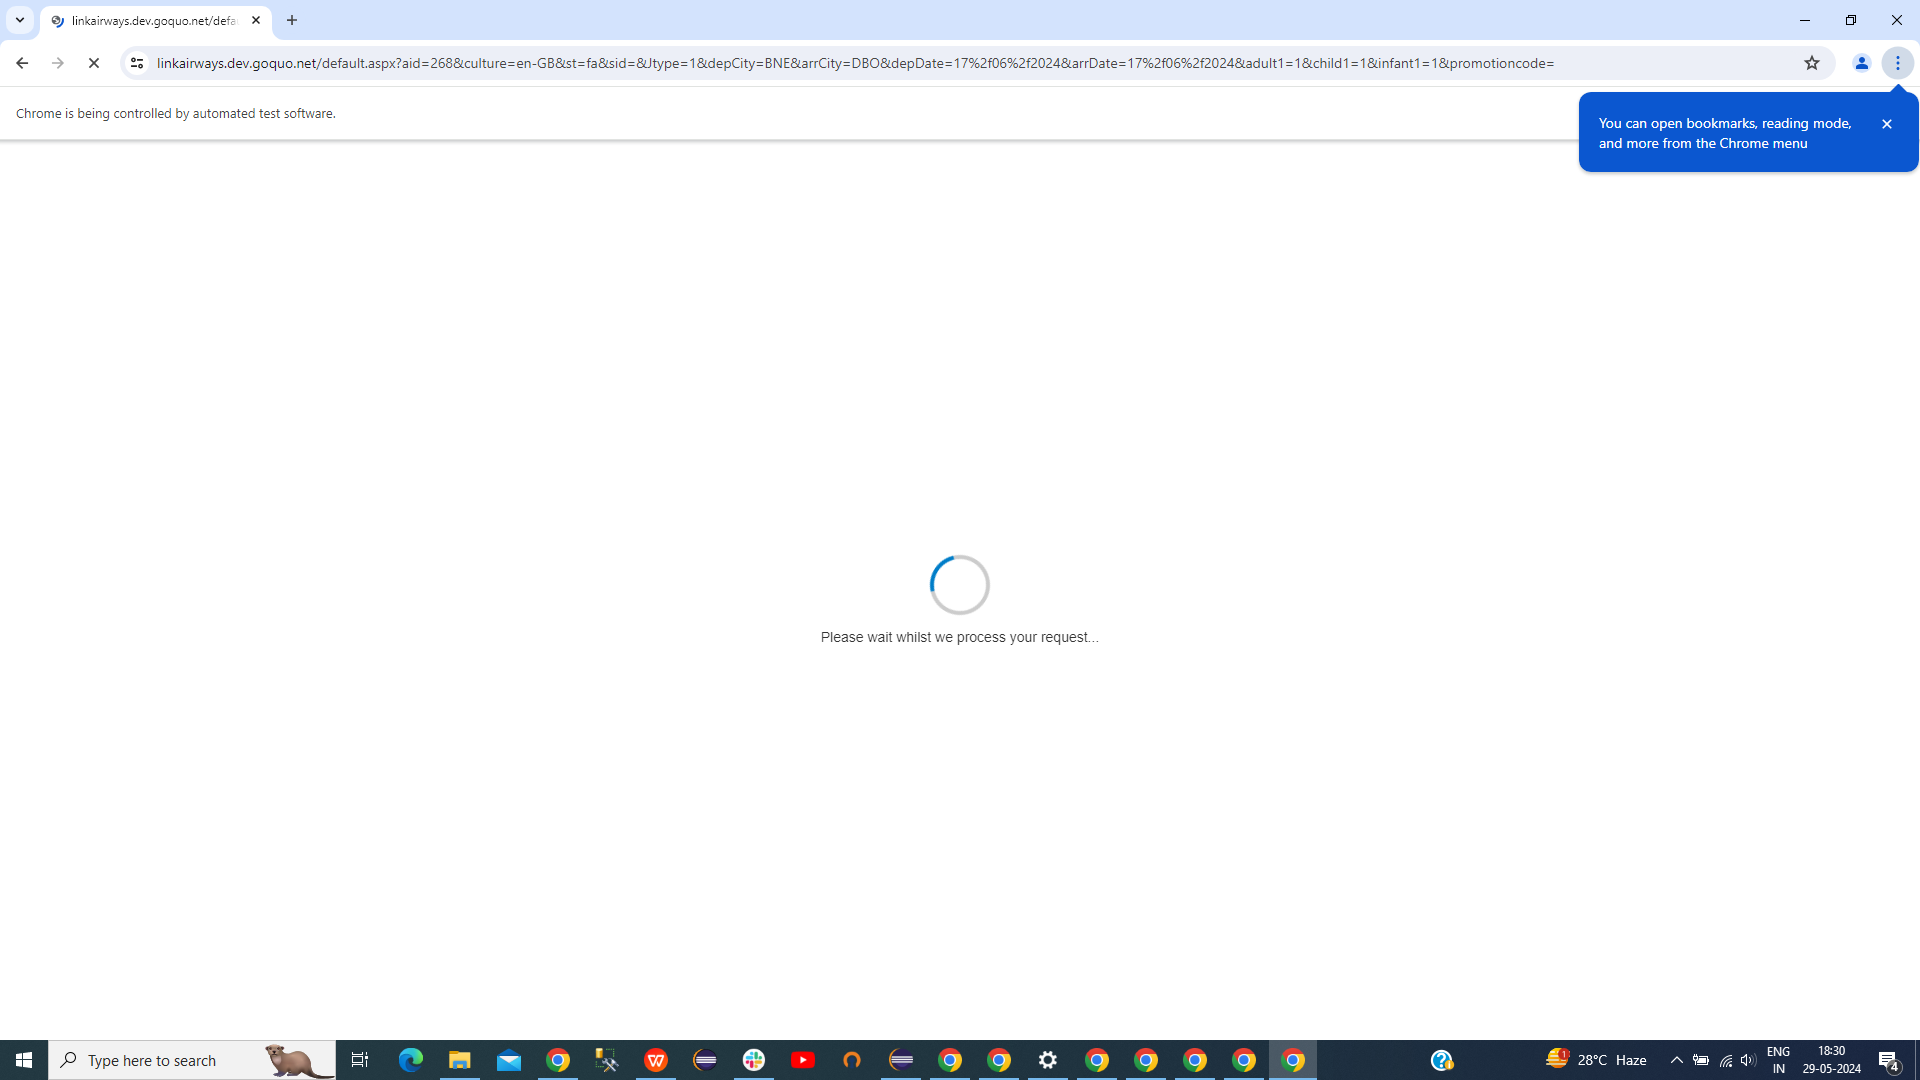 linkairways.dev.goquo.net/defa
linkairways.dev.goquo.net/default.aspx?aid=268&culture=en-GB&st=fa&sid=&Jtype=1&depCity=BNE&arrCity=DBO&depDate=17%2f06%2f2024&arrDate=17%2f06%2f2024&adult1=1&child1=1&infant1=1&promotioncode=
Chrome is being controlled by automated test software.
You can open bookmarks, reading mode,
and more from the Chrome menu
Please wait whilst we process your request...
Type here to search
1
28°C Haze
ENG
IN
18:30
29-05-2024
4